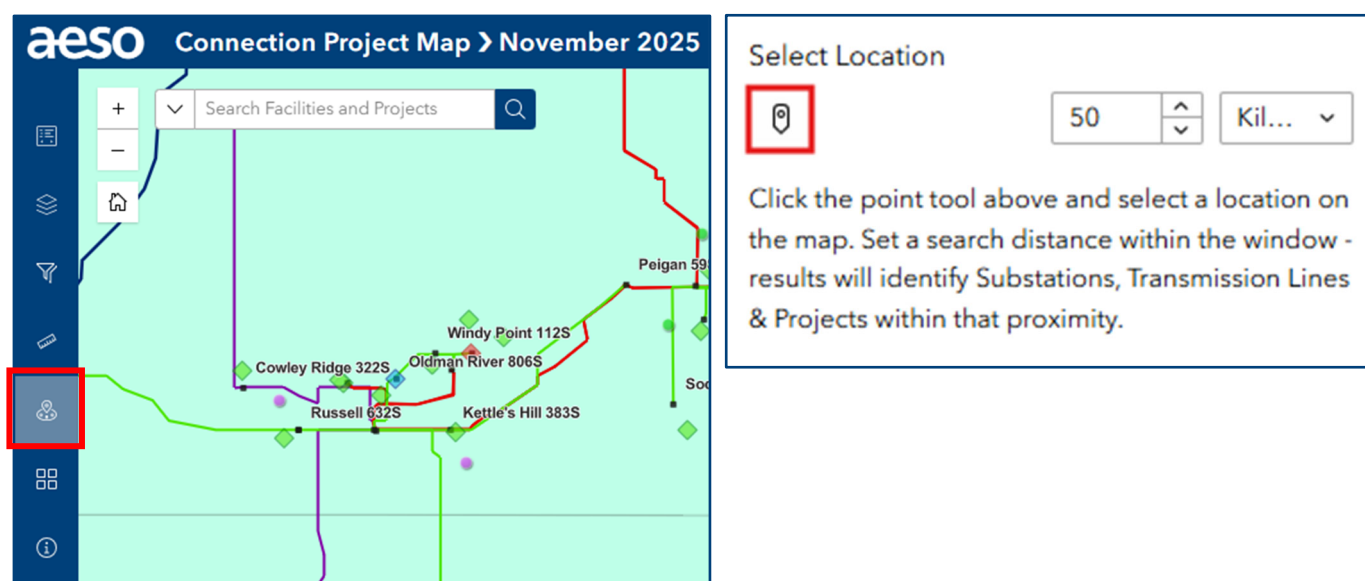 aeso Connection Project Map ❯ November 2025
Search Facilities and Projects
Peigan 59
Windy Point 112S
Cowley Ridge 322S
Oldman River 806S
Soo
Russell 632S
Kettle's Hill 383S
Select Location
50 Kil...
Click the point tool above and select a location on
the map. Set a search distance within the window -
results will identify Substations, Transmission Lines
& Projects within that proximity.